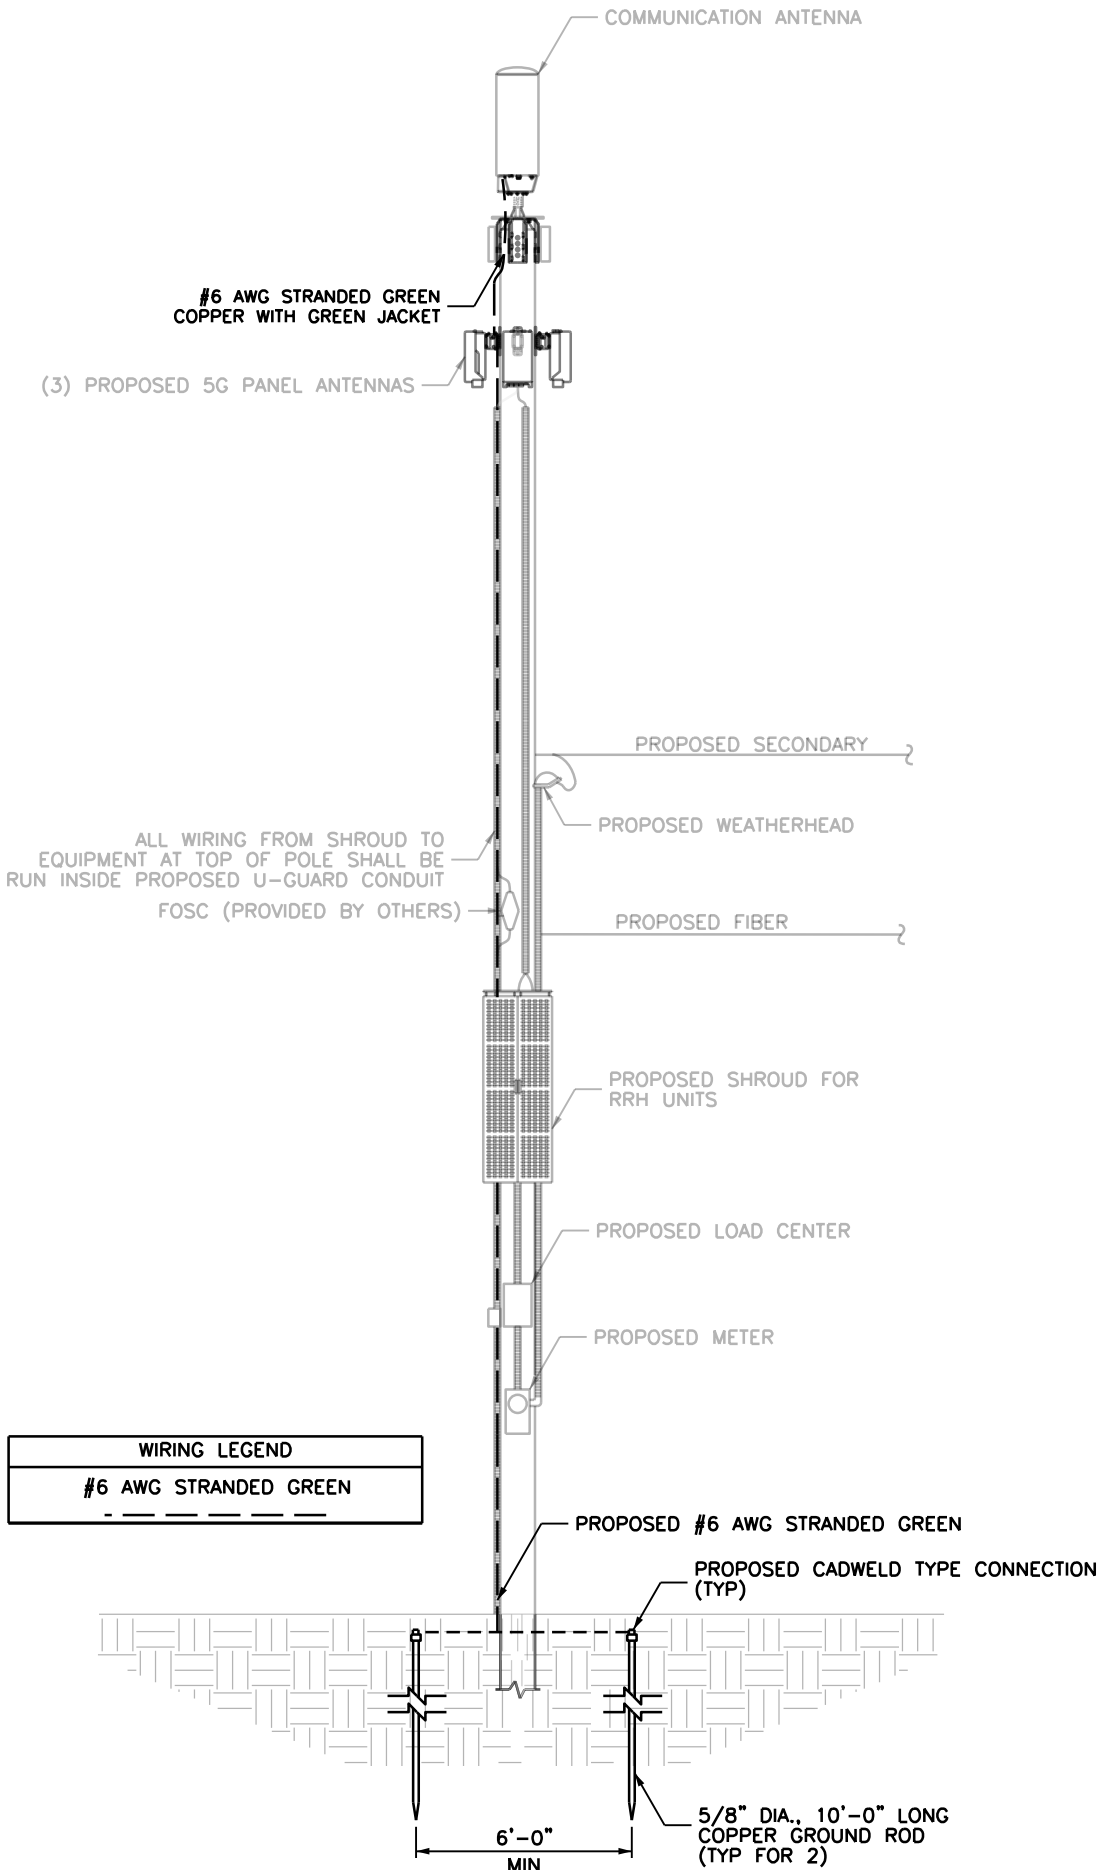 COMMUNICATION ANTENNA
#6 AWG STRANDED GREEN
COPPER WITH GREEN JACKET
(3) PROPOSED 5G PANEL ANTENNAS
PROPOSED SECONDARY
PROPOSED WEATHERHEAD
ALL WIRING FROM SHROUD TO
EQUIPMENT AT TOP OF POLE SHALL BE
RUN INSIDE PROPOSED U-GUARD CONDUIT
FOSC (PROVIDED BY OTHERS)
PROPOSED FIBER
PROPOSED SHROUD FOR
RRH UNITS
PROPOSED LOAD CENTER
PROPOSED METER
WIRING LEGEND
#6 AWG STRANDED GREEN
PROPOSED #6 AWG STRANDED GREEN
PROPOSED CADWELD TYPE CONNECTION
(TYP)
5/8" DIA., 10'-0" LONG
COPPER GROUND ROD
(TYP FOR 2)
6'-0"
MIN